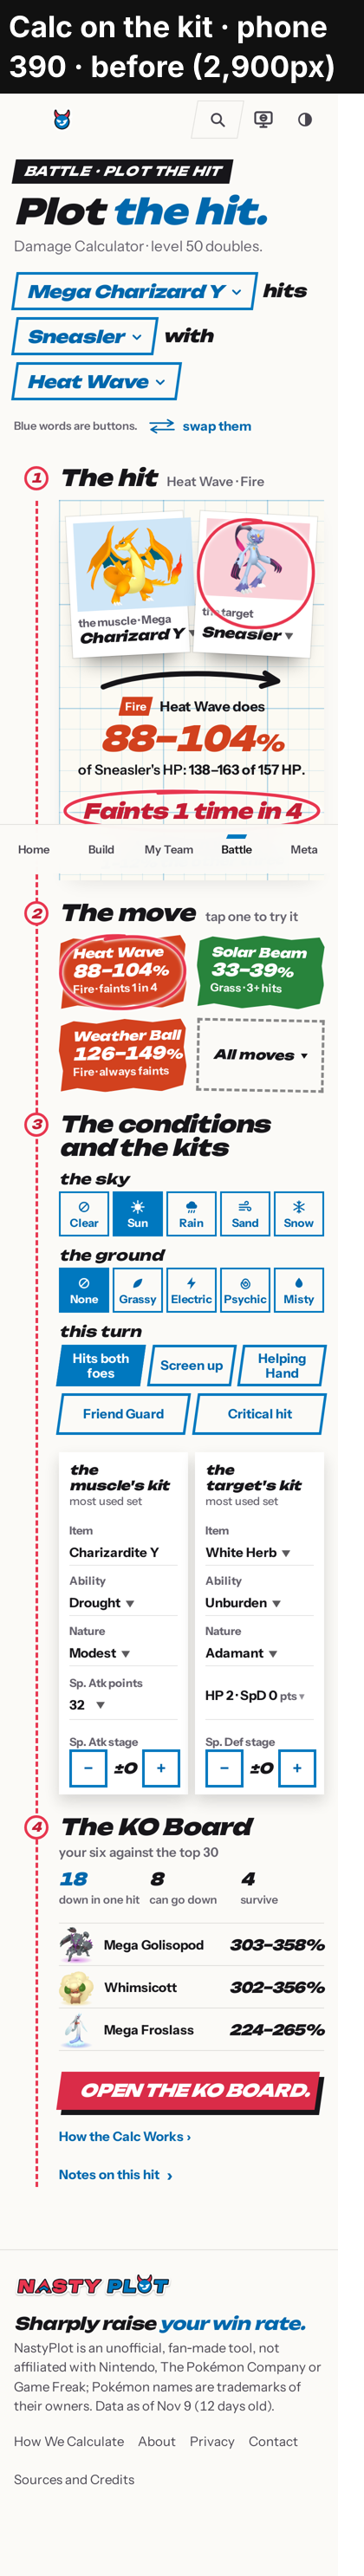 Calc on the kit · phone
390 · before (2,900px)
BATTLE · PLOT THE HIT
Plot the hit.
Damage Calculator · level 50 doubles.
Mega Charizard Y hits
Sneasler with
Heat Wave
Blue words are buttons. swap them
1 The hit Heat Wave · Fire
the muscle · Mega
Charizard Y
the target
Sneasler
Fire Heat Wave does
88–104%
of Sneasler's HP: 138–163 of 157 HP.
Faints 1 time in 4
Home Build My Team Battle Meta
2 The move tap one to try it
Heat Wave
88–104%
Fire · faints 1 in 4
Solar Beam
33–39%
Grass · 3+ hits
Weather Ball
126–149%
Fire · always faints
All moves
3 The conditions
and the kits
the sky
Clear Sun Rain Sand Snow
the ground
None Grassy Electric Psychic Misty
this turn
Hits both
foes
Screen up
Helping
Hand
Friend Guard Critical hit
the
muscle's kit
most used set
Item
Charizardite Y
Ability
Drought
Nature
Modest
Sp. Atk points
32
Sp. Atk stage
− ±0 +
the
target's kit
most used set
Item
White Herb
Ability
Unburden
Nature
Adamant
HP 2 · SpD 0 pts
Sp. Def stage
− ±0 +
4 The KO Board
your six against the top 30
18 8 4
down in one hit can go down survive
Mega Golisopod 303–358%
Whimsicott 302–356%
Mega Froslass 224–265%
OPEN THE KO BOARD.
How the Calc Works ›
Notes on this hit ›
NASTY PLOT
Sharply raise your win rate.
NastyPlot is an unofficial, fan-made tool, not
affiliated with Nintendo, The Pokémon Company or
Game Freak; Pokémon names are trademarks of
their owners. Data as of Nov 9 (12 days old).
How We Calculate About Privacy Contact
Sources and Credits